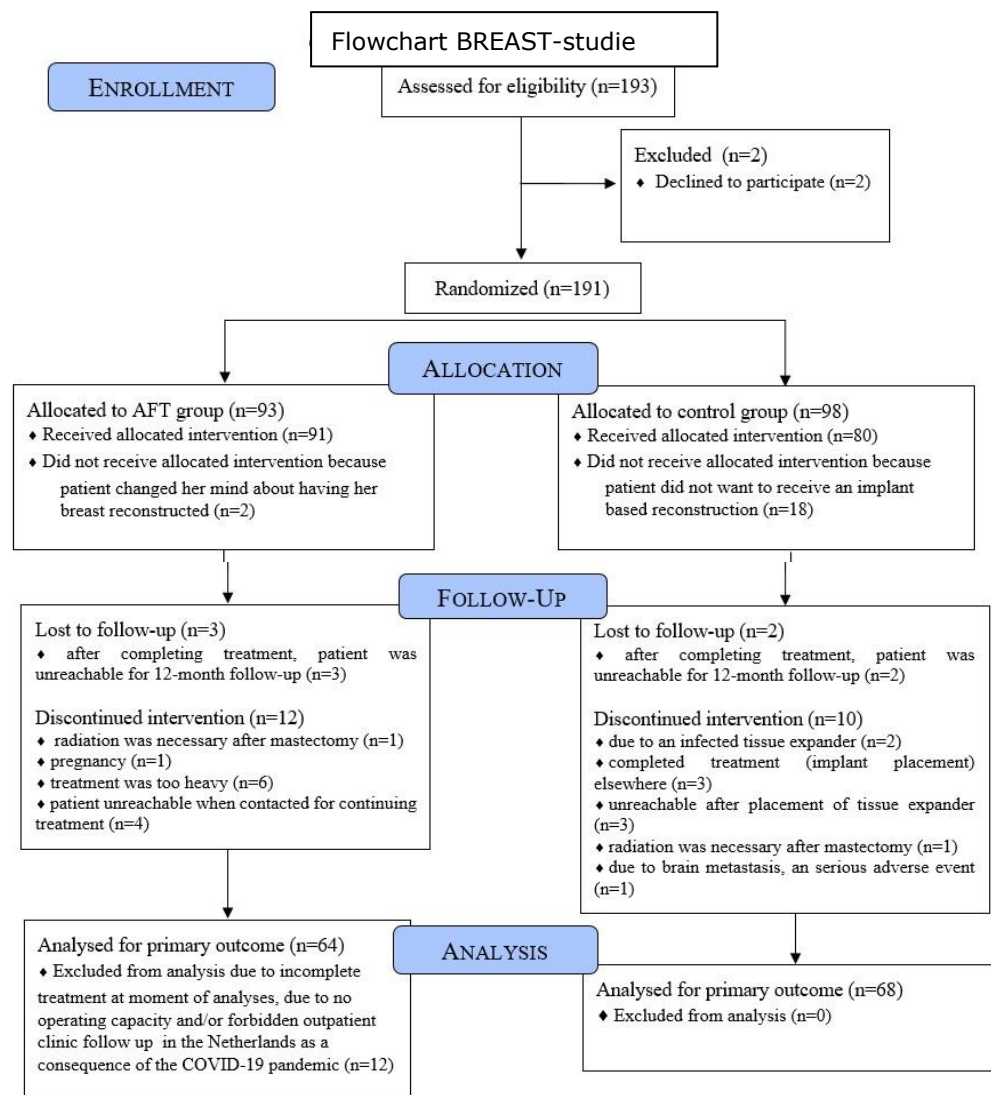 Flowchart BREAST-studie
ENROLLMENT
Assessed for eligibility (n=193)
Excluded (n=2)
♦ Declined to participate (n=2)
Randomized (n=191)
ALLOCATION
Allocated to AFT group (n=93)
♦ Received allocated intervention (n=91)
♦ Did not receive allocated intervention because
patient changed her mind about having her
breast reconstructed (n=2)
Allocated to control group (n=98)
♦ Received allocated intervention (n=80)
♦ Did not receive allocated intervention because
patient did not want to receive an implant
based reconstruction (n=18)
FOLLOW-UP
Lost to follow-up (n=3)
♦ after completing treatment, patient was
unreachable for 12-month follow-up (n=3)
Discontinued intervention (n=12)
♦ radiation was necessary after mastectomy (n=1)
♦ pregnancy (n=1)
♦ treatment was too heavy (n=6)
♦ patient unreachable when contacted for continuing
treatment (n=4)
Lost to follow-up (n=2)
♦ after completing treatment, patient was
unreachable for 12-month follow-up (n=2)
Discontinued intervention (n=10)
♦ due to an infected tissue expander (n=2)
♦ completed treatment (implant placement)
elsewhere (n=3)
♦ unreachable after placement of tissue expander
(n=3)
♦ radiation was necessary after mastectomy (n=1)
♦ due to brain metastasis, an serious adverse event
(n=1)
ANALYSIS
Analysed for primary outcome (n=64)
♦ Excluded from analysis due to incomplete
treatment at moment of analyses, due to no
operating capacity and/or forbidden outpatient
clinic follow up in the Netherlands as a
consequence of the COVID-19 pandemic (n=12)
Analysed for primary outcome (n=68)
♦ Excluded from analysis (n=0)